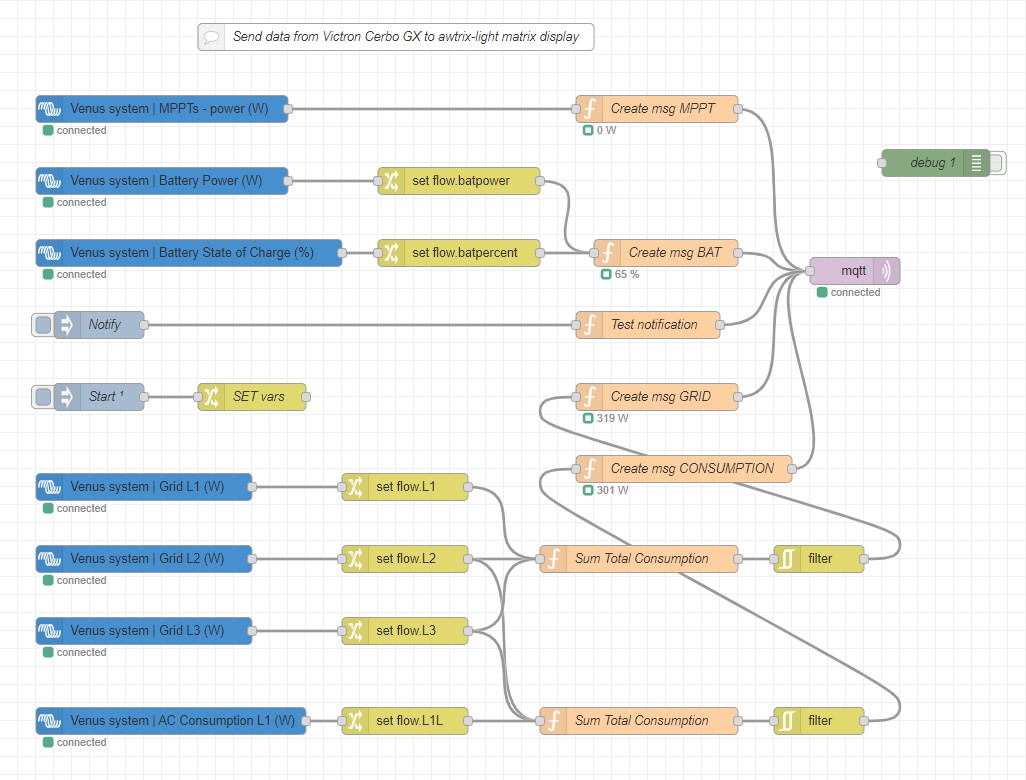 Send data from Victron Cerbo GX to awtrix-light matrix display
Venus system | MPPTs - power (W)
Create msg MPPT
connected
0 W
debug 1
Venus system | Battery Power (W)
set flow.batpower
connected
Venus system | Battery State of Charge (%)
set flow.batpercent
Create msg BAT
mqtt
connected
65 %
connected
Notify
Test notification
Start ¹
SET vars
Create msg GRID
319 W
Create msg CONSUMPTION
Venus system | Grid L1 (W)
set flow.L1
301 W
connected
Venus system | Grid L2 (W)
set flow.L2
Sum Total Consumption
filter
connected
Venus system | Grid L3 (W)
set flow.L3
connected
Venus system | AC Consumption L1 (W)
set flow.L1L
Sum Total Consumption
filter
connected